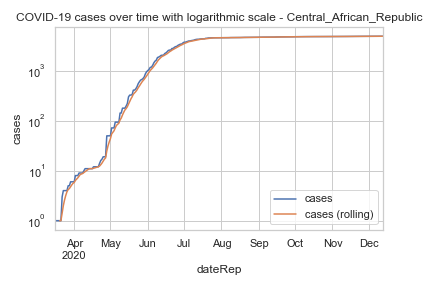 COVID-19 cases over time with logarithmic scale - Central_African_Republic
cases
10³
10²
10¹
10⁰
cases
cases (rolling)
Apr May Jun Jul Aug Sep Oct Nov Dec
2020
dateRep